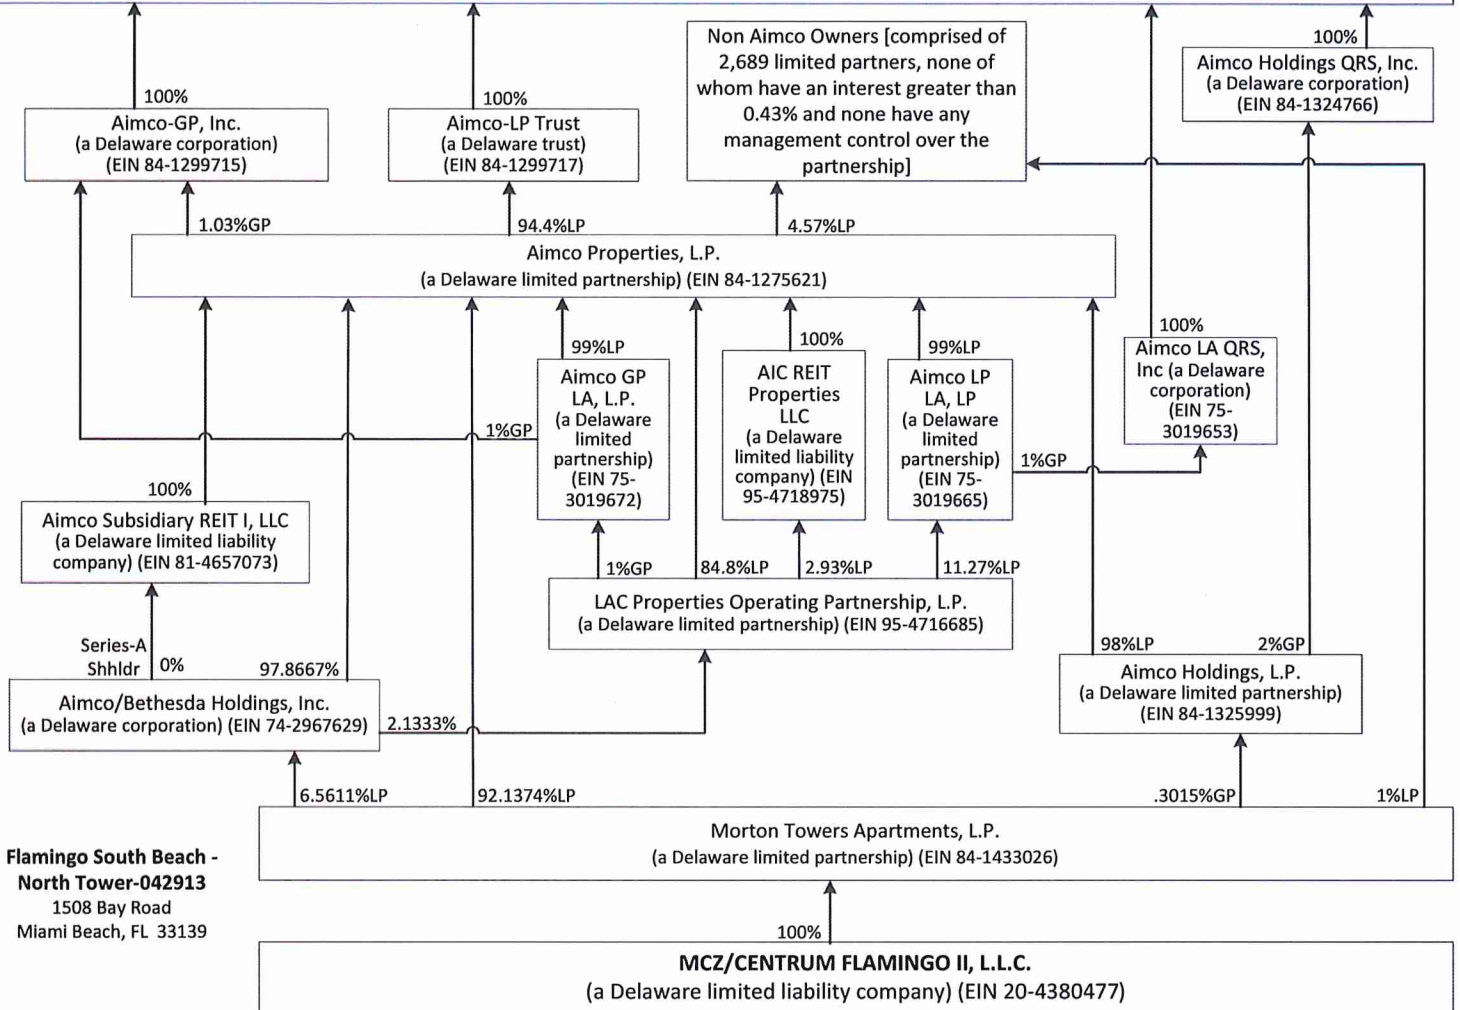 100%
Aimco-GP, Inc.
(a Delaware corporation)
(EIN 84-1299715)
100%
Aimco-LP Trust
(a Delaware trust)
(EIN 84-1299717)
Non Aimco Owners [comprised of
2,689 limited partners, none of
whom have an interest greater than
0.43% and none have any
management control over the
partnership]
100%
Aimco Holdings QRS, Inc.
(a Delaware corporation)
(EIN 84-1324766)
1.03%GP
94.4%LP
4.57%LP
Aimco Properties, L.P.
(a Delaware limited partnership) (EIN 84-1275621)
99%LP
Aimco GP
LA, L.P.
(a Delaware
limited
partnership)
(EIN 75-
3019672)
1%GP
100%
AIC REIT
Properties
LLC
(a Delaware
limited liability
company) (EIN
95-4718975)
99%LP
Aimco LP
LA, LP
(a Delaware
limited
partnership)
(EIN 75-
3019665)
1%GP
100%
Aimco LA QRS,
Inc (a Delaware
corporation)
(EIN 75-
3019653)
100%
Aimco Subsidiary REIT I, LLC
(a Delaware limited liability
company) (EIN 81-4657073)
1%GP
84.8%LP
2.93%LP
11.27%LP
LAC Properties Operating Partnership, L.P.
(a Delaware limited partnership) (EIN 95-4716685)
Series-A
Shhldr
0%
97.8667%
Aimco/Bethesda Holdings, Inc.
(a Delaware corporation) (EIN 74-2967629)
2.1333%
98%LP
2%GP
Aimco Holdings, L.P.
(a Delaware limited partnership)
(EIN 84-1325999)
6.5611%LP
92.1374%LP
.3015%GP
1%LP
Morton Towers Apartments, L.P.
(a Delaware limited partnership) (EIN 84-1433026)
Flamingo South Beach -
North Tower-042913
1508 Bay Road
Miami Beach, FL 33139
100%
MCZ/CENTRUM FLAMINGO II, L.L.C.
(a Delaware limited liability company) (EIN 20-4380477)